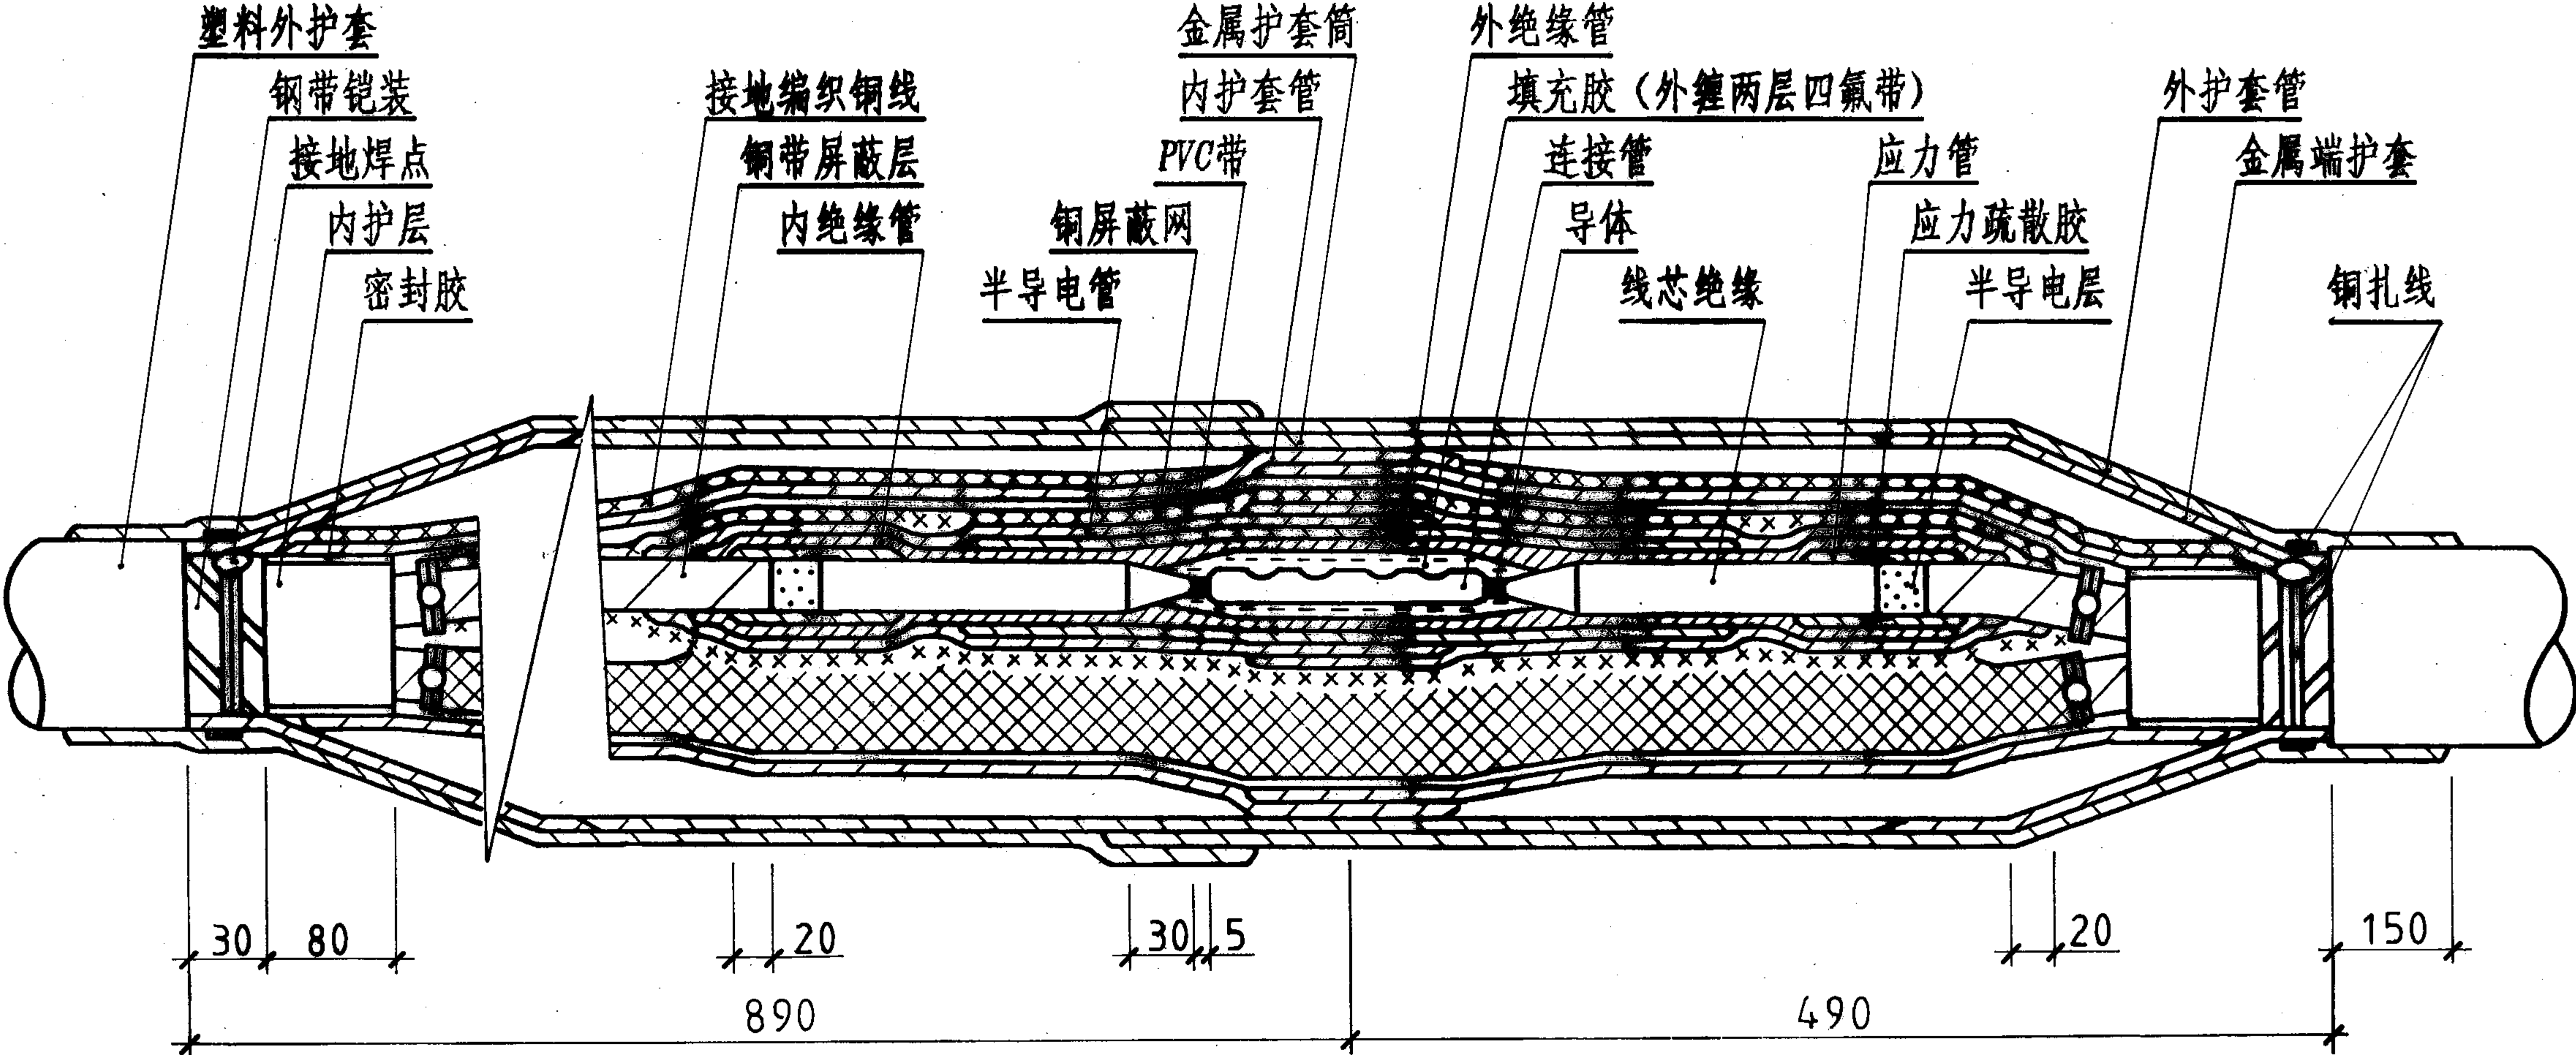 塑料外护套
钢带铠装
接地焊点
内护层
密封胶
接地编织铜线
铜带屏蔽层
内绝缘管
金属护套筒
内护套管
PVC带
铜屏蔽网
半导电管
外绝缘管
填充胶(外缠两层四氟带)
连接管
导体
线芯绝缘
应力管
应力疏散胶
半导电层
外护套管
金属端护套
铜扎线
30 80 20 30 5 20 150
890 490